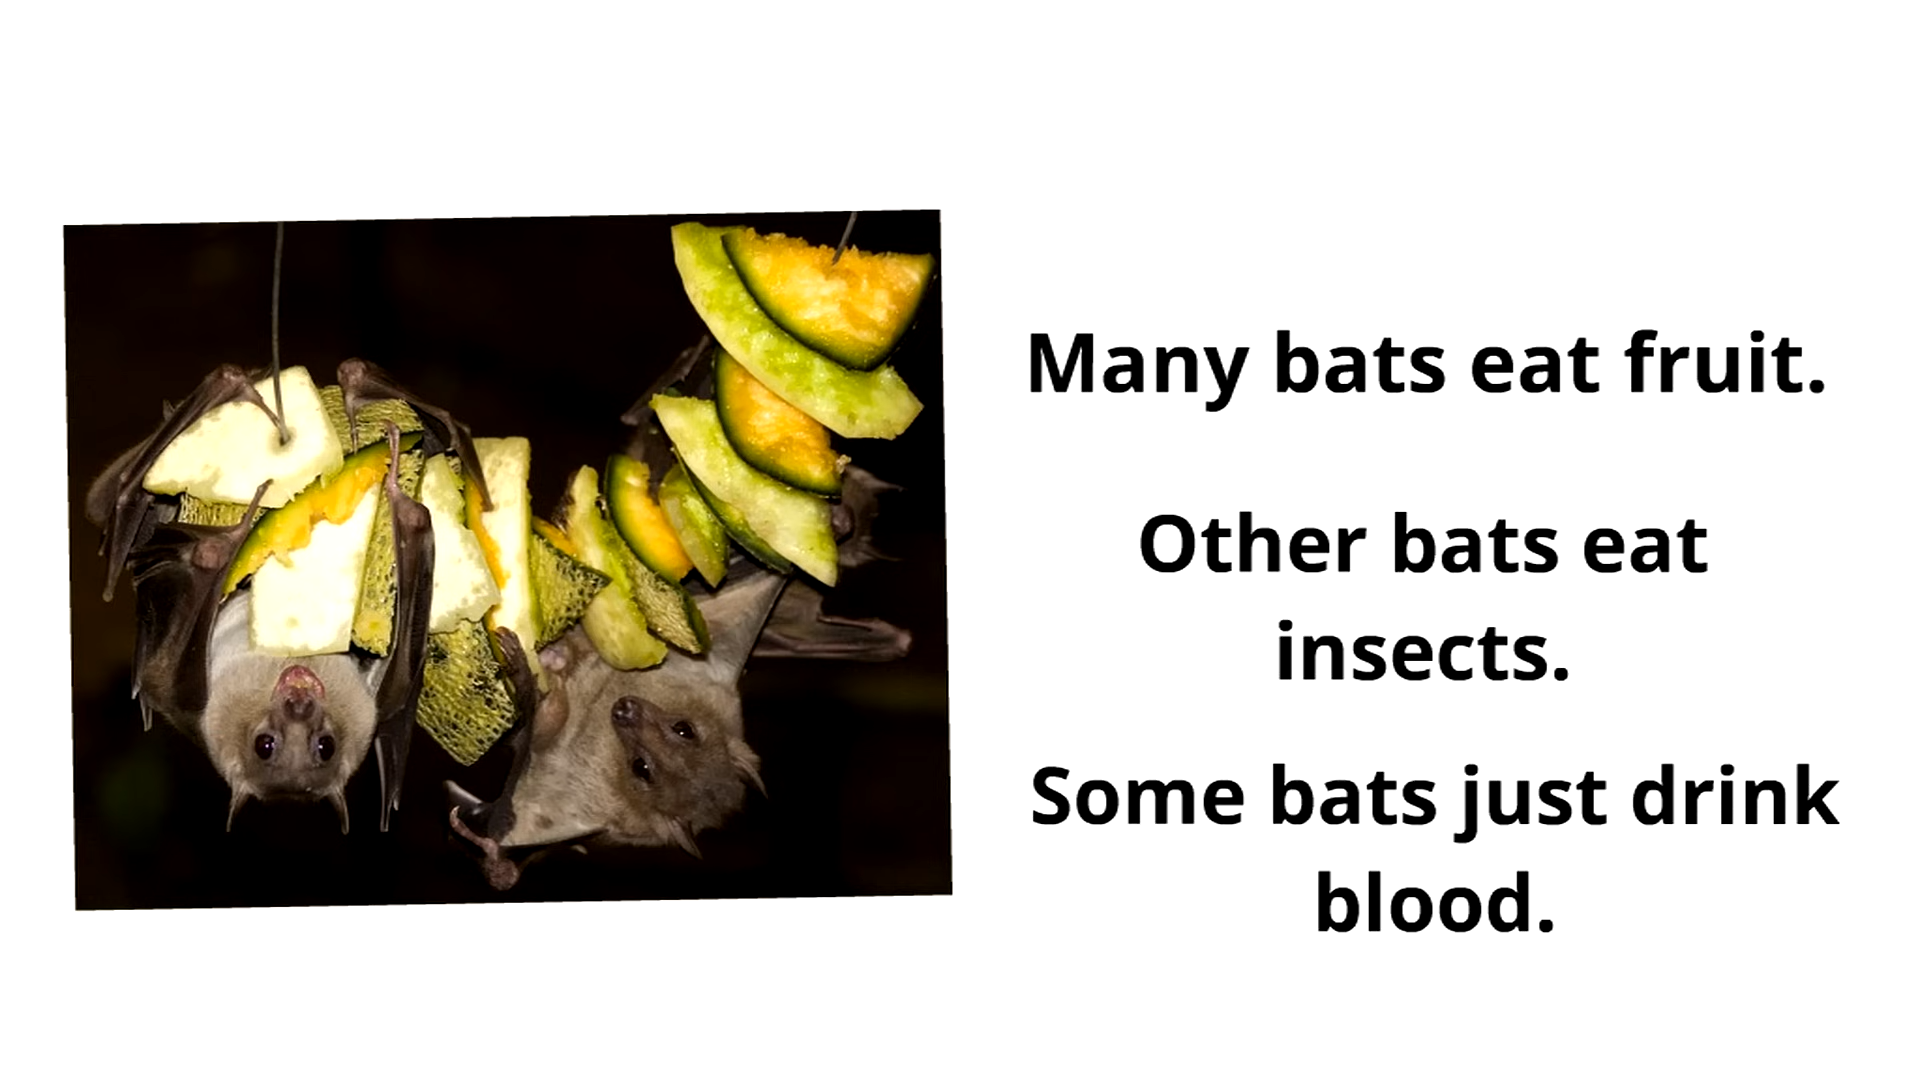 Many bats eat fruit.
Other bats eat
insects.
Some bats just drink
blood.